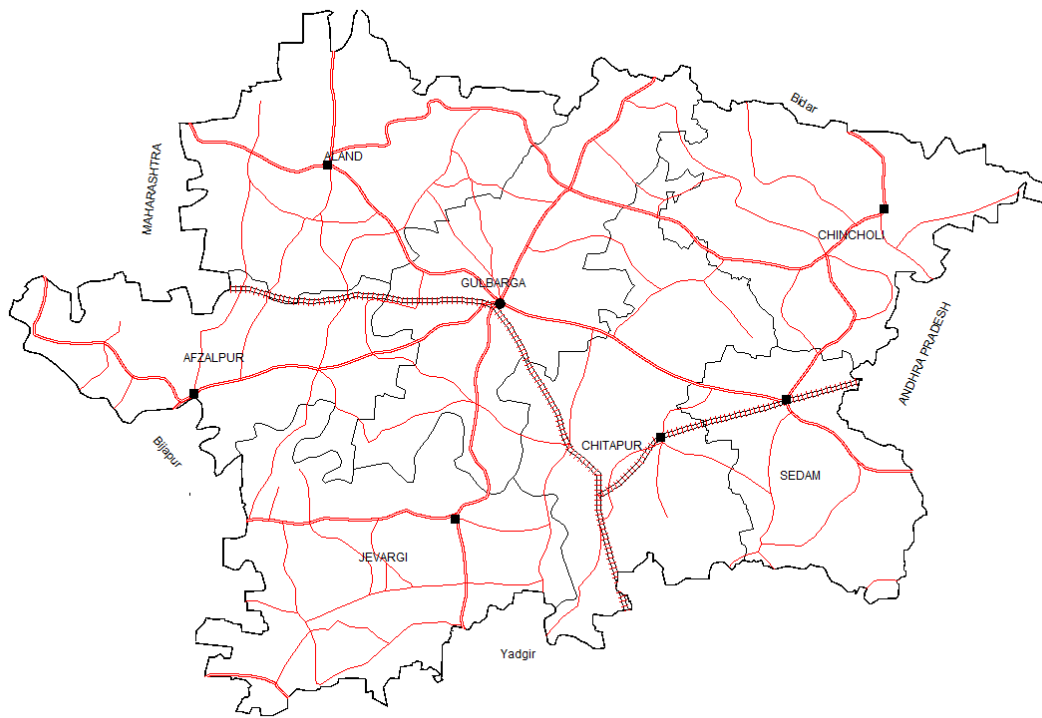 Bidar
ALAND
MAHARASHTRA
CHINCHOLI
GULBARGA
ANDHRA PRADESH
AFZALPUR
Bijapur
CHITAPUR
SEDAM
JEVARGI
Yadgir